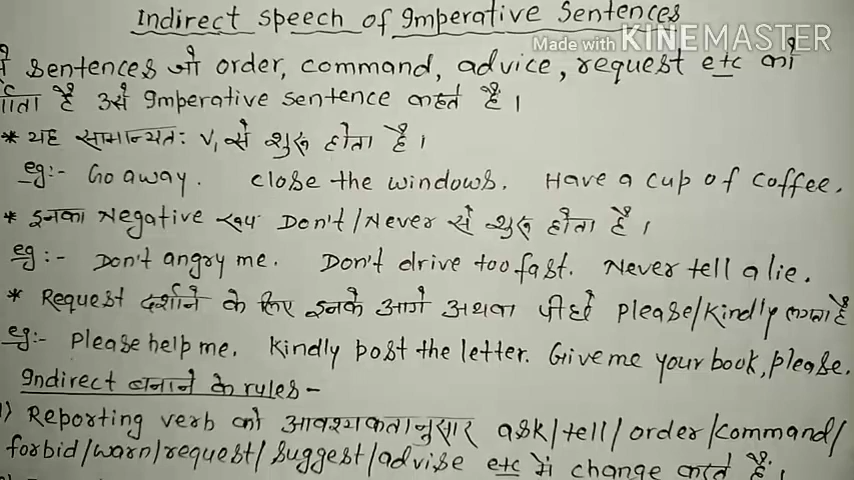 Indirect speech of Imperative Sentences
Made with KINEMASTER
Sentences जो order, command, advice, request etc को
है उसे Imperative sentence कहते है।
* यह सामान्यत: V₁ से शुरू होता है।
eg:- Go away. Close the windows. Have a cup of coffee.
* इनका Negative रूप Don't/Never से शुरू होता है।
eg:- Don't angry me. Don't drive too fast. Never tell a lie.
* Request दर्शाने के लिए इनके आगे अथवा पीछे Please/Kindly लगता है
eg:- Please help me. Kindly post the letter. Give me your book, please.
Indirect बनाने के rules -
1) Reporting verb को आवश्यकतानुसार ask/tell/order/command/
forbid/warn/request/suggest/advise etc में change करते है।